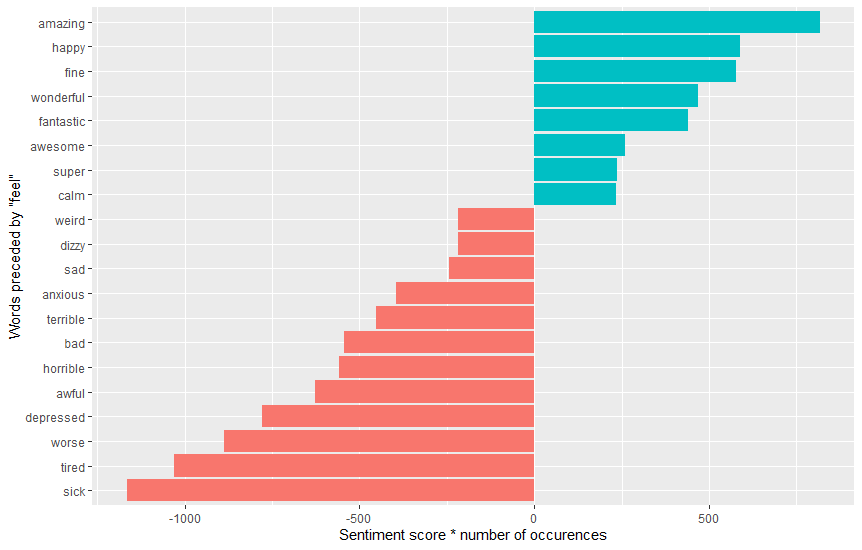 amazing
happy
fine
wonderful
fantastic
awesome
super
calm
weird
dizzy
sad
anxious
terrible
bad
horrible
awful
depressed
worse
tired
sick
Words preceded by "feel"
-1000 -500 0 500
Sentiment score * number of occurences